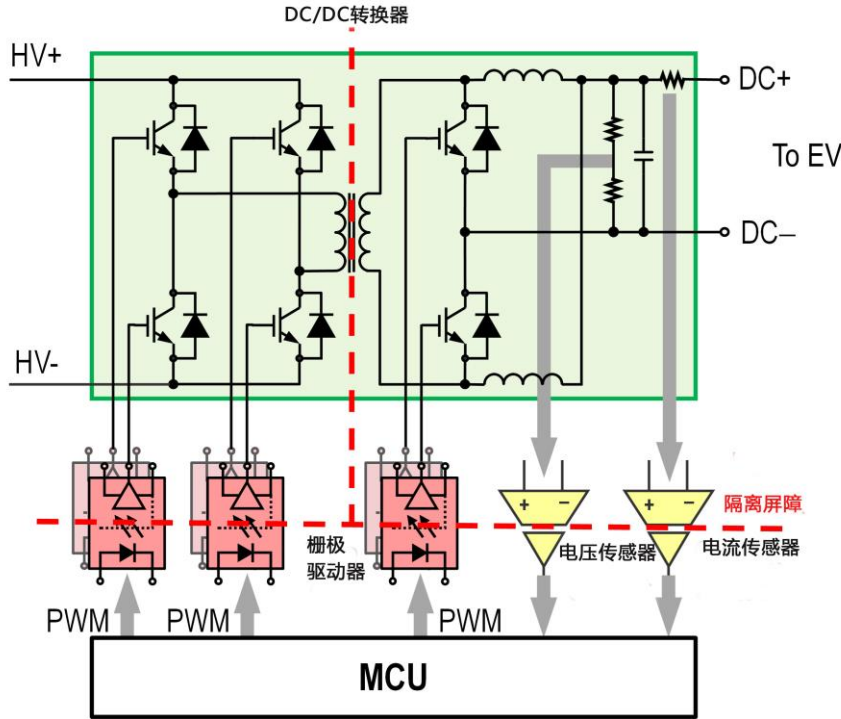 DC/DC转换器
HV+
DC+
To EV
DC−
HV-
+ −
+ −
隔离屏障
栅极
驱动器
电压传感器
电流传感器
PWM
PWM
PWM
MCU